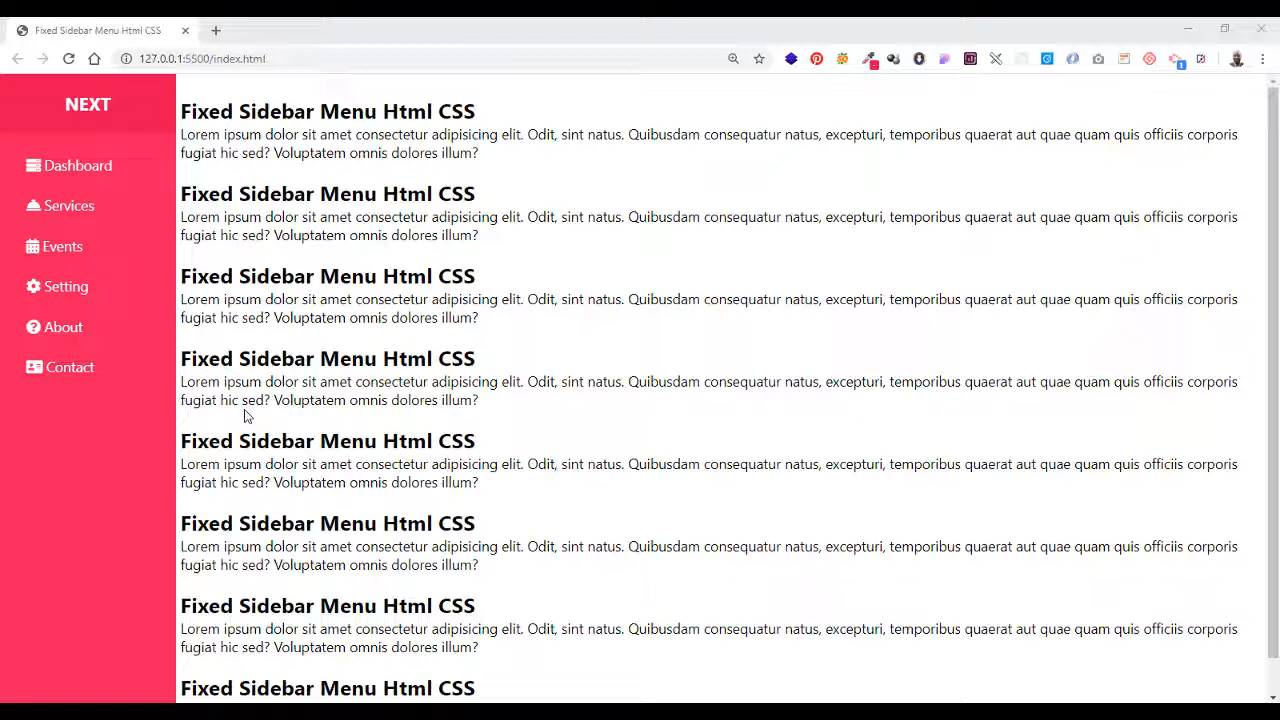 Fixed Sidebar Menu Html CSS
127.0.0.1:5500/index.html
1
NEXT
Dashboard
Services
Events
Setting
About
Contact
Fixed Sidebar Menu Html CSS
Lorem ipsum dolor sit amet consectetur adipisicing elit. Odit, sint natus. Quibusdam consequatur natus, excepturi, temporibus quaerat aut quae quam quis officiis corporis
fugiat hic sed? Voluptatem omnis dolores illum?
Fixed Sidebar Menu Html CSS
Lorem ipsum dolor sit amet consectetur adipisicing elit. Odit, sint natus. Quibusdam consequatur natus, excepturi, temporibus quaerat aut quae quam quis officiis corporis
fugiat hic sed? Voluptatem omnis dolores illum?
Fixed Sidebar Menu Html CSS
Lorem ipsum dolor sit amet consectetur adipisicing elit. Odit, sint natus. Quibusdam consequatur natus, excepturi, temporibus quaerat aut quae quam quis officiis corporis
fugiat hic sed? Voluptatem omnis dolores illum?
Fixed Sidebar Menu Html CSS
Lorem ipsum dolor sit amet consectetur adipisicing elit. Odit, sint natus. Quibusdam consequatur natus, excepturi, temporibus quaerat aut quae quam quis officiis corporis
fugiat hic sed? Voluptatem omnis dolores illum?
Fixed Sidebar Menu Html CSS
Lorem ipsum dolor sit amet consectetur adipisicing elit. Odit, sint natus. Quibusdam consequatur natus, excepturi, temporibus quaerat aut quae quam quis officiis corporis
fugiat hic sed? Voluptatem omnis dolores illum?
Fixed Sidebar Menu Html CSS
Lorem ipsum dolor sit amet consectetur adipisicing elit. Odit, sint natus. Quibusdam consequatur natus, excepturi, temporibus quaerat aut quae quam quis officiis corporis
fugiat hic sed? Voluptatem omnis dolores illum?
Fixed Sidebar Menu Html CSS
Lorem ipsum dolor sit amet consectetur adipisicing elit. Odit, sint natus. Quibusdam consequatur natus, excepturi, temporibus quaerat aut quae quam quis officiis corporis
fugiat hic sed? Voluptatem omnis dolores illum?
Fixed Sidebar Menu Html CSS